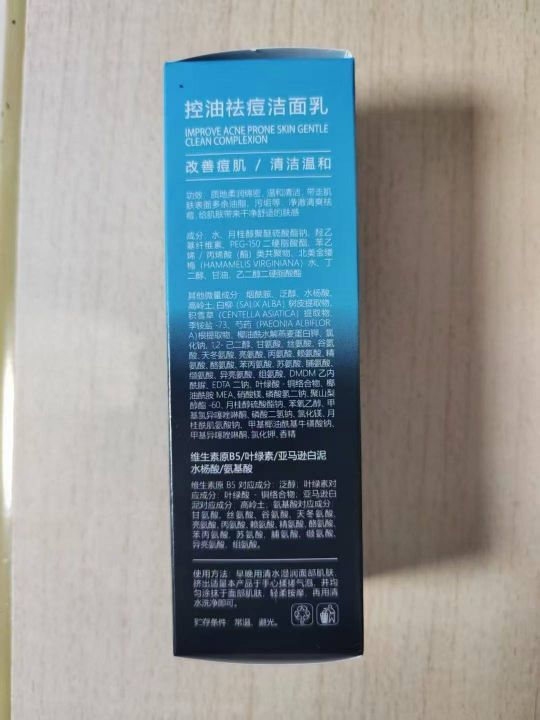 控油祛痘洁面乳
IMPROVE ACNE PRONE SKIN GENTLE
CLEAN COMPLEXION
改善痘肌 / 清洁温和
功效：质地柔润绵密，温和清洁，带走肌
肤表面多余油脂、污垢等，净澈清爽祛
痘，给肌肤带来干净舒适的肤感
成分：水、月桂醇聚醚硫酸酯钠、羟乙
基纤维素、PEG-150 二硬脂酸酯、苯乙
烯 / 丙烯酸（酯）类共聚物、北美金缕
梅（HAMAMELIS VIRGINIANA）水、丁
二醇、甘油、乙二醇二硬脂酸酯
其他微量成分：烟酰胺、泛醇、水杨酸、
高岭土、白柳（SALIX ALBA）树皮提取物、
积雪草（CENTELLA ASIATICA）提取物、
季铵盐 -73、芍药（PAEONIA ALBIFLOR
A）根提取物、椰油酰水解燕麦蛋白钾、氯
化钠、1,2- 己二醇、甘氨酸、丝氨酸、谷氨
酸、天冬氨酸、亮氨酸、丙氨酸、赖氨酸、精
氨酸、酪氨酸、苯丙氨酸、苏氨酸、脯氨酸、
缬氨酸、异亮氨酸、组氨酸、DMDM 乙内
酰脲、EDTA 二钠、叶绿酸 - 铜络合物、椰
油酰胺 MEA、硝酸镁、磷酸氢二钠、聚山梨
醇酯 -60、月桂醇硫酸酯钠、苯氧乙醇、甲
基氯异噻唑啉酮、磷酸二氢钠、氯化镁、月
桂酰肌氨酸钠、甲基椰油酰基牛磺酸钠、
甲基异噻唑啉酮、氯化钾、香精
维生素原B5/叶绿素/亚马逊白泥
水杨酸/氨基酸
维生素原 B5 对应成分：泛醇；叶绿素对
应成分：叶绿酸 - 铜络合物；亚马逊白
泥对应成分：高岭土；氨基酸对应成分：
甘氨酸、丝氨酸、谷氨酸、天冬氨酸、
亮氨酸、丙氨酸、赖氨酸、精氨酸、酪氨酸、
苯丙氨酸、苏氨酸、脯氨酸、缬氨酸、
异亮氨酸、组氨酸。
使用方法：早晚用清水湿润面部肌肤，
挤出适量本产品于手心揉搓气泡，并均
匀涂抹于面部肌肤，轻柔按摩，再用清
水洗净即可。
贮存条件：常温、避光。